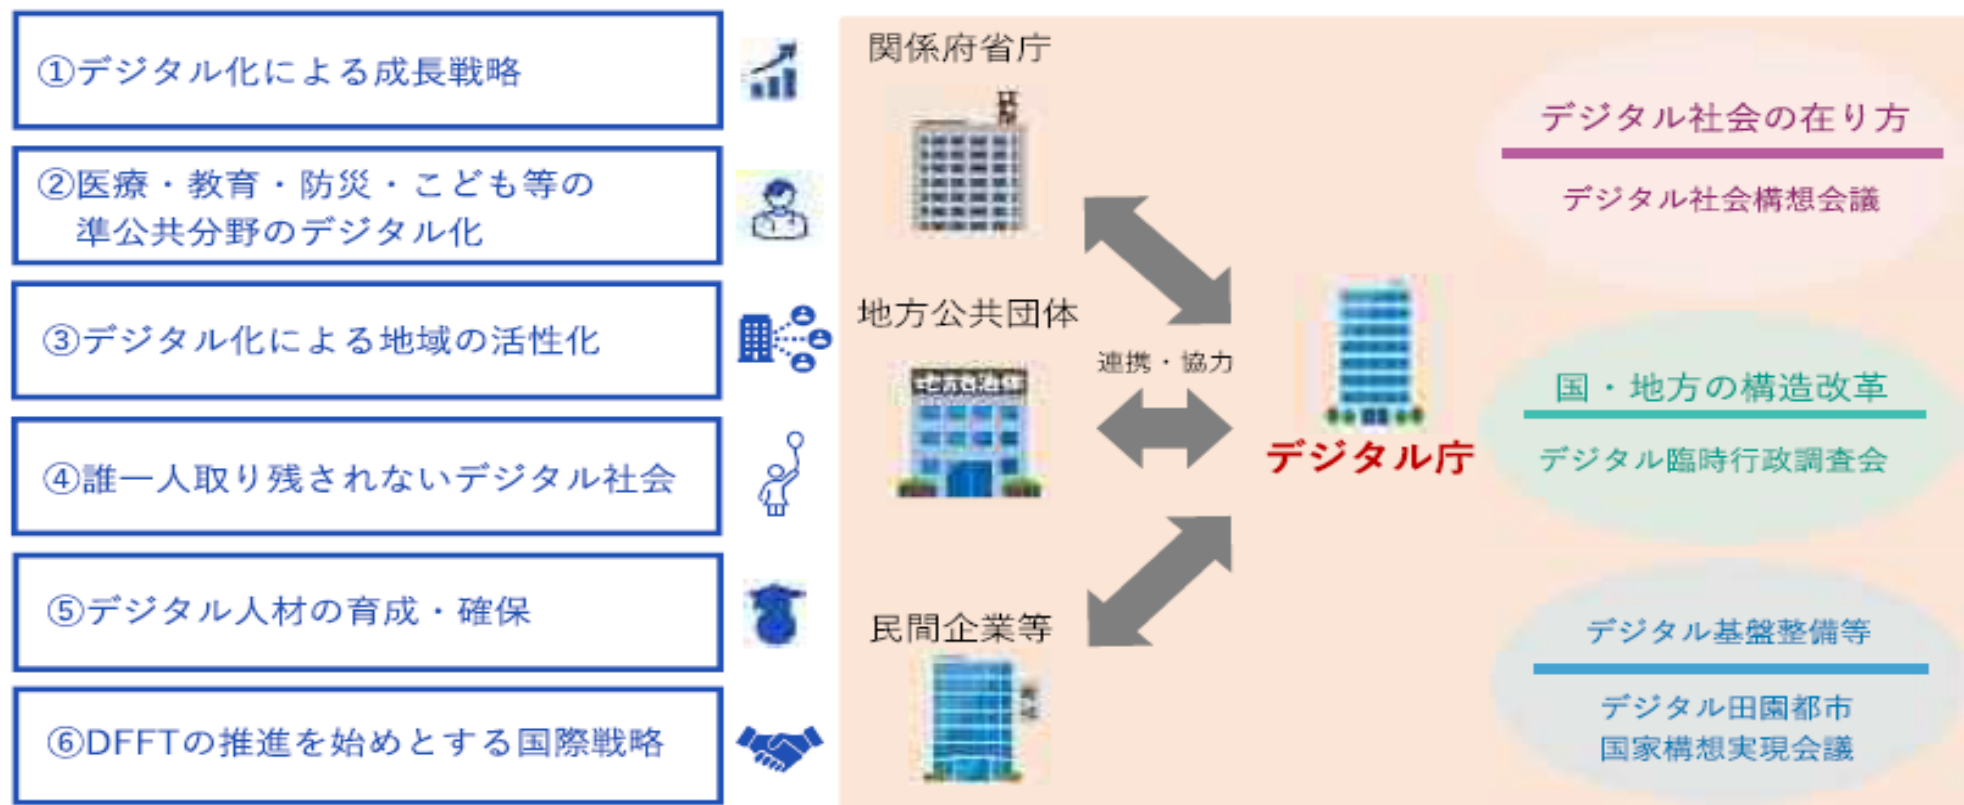 ①デジタル化による成長戦略
②医療・教育・防災・こども等の
準公共分野のデジタル化
③デジタル化による地域の活性化
④誰一人取り残されないデジタル社会
⑤デジタル人材の育成・確保
⑥DFFTの推進を始めとする国際戦略
関係府省庁
地方公共団体
民間企業等
連携・協力
デジタル庁
デジタル社会の在り方
デジタル社会構想会議
国・地方の構造改革
デジタル臨時行政調査会
デジタル基盤整備等
デジタル田園都市
国家構想実現会議